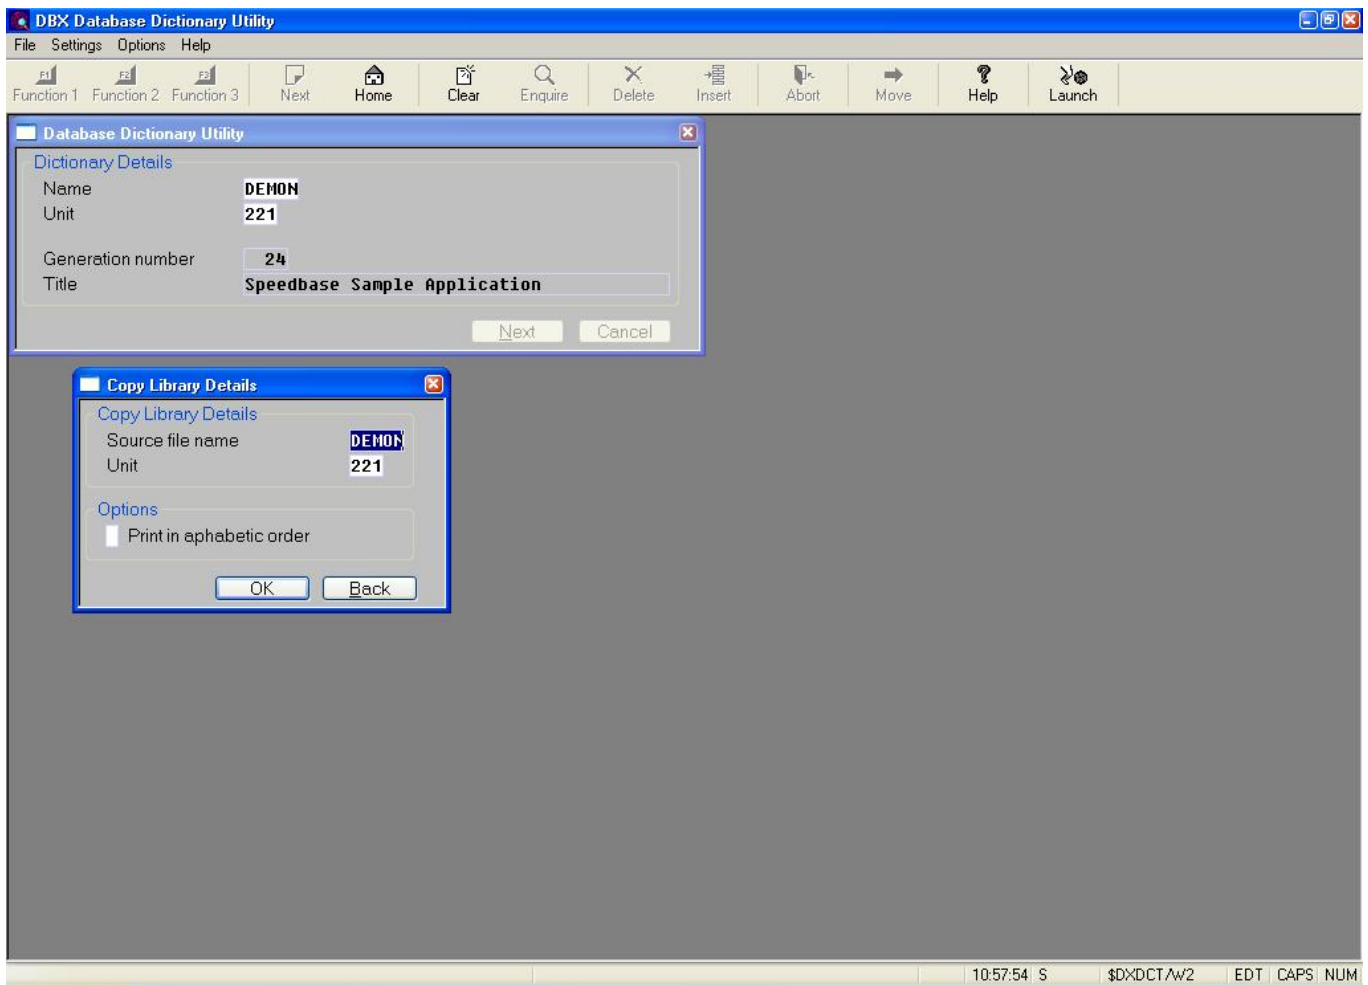 DBX Database Dictionary Utility
File Settings Options Help
F1 F2 F3
Function 1 Function 2 Function 3 Next Home Clear Enquire Delete Insert Abort Move Help Launch
Database Dictionary Utility
Dictionary Details
Name DEMON
Unit 221
Generation number 24
Title Speedbase Sample Application
Next Cancel
Copy Library Details
Copy Library Details
Source file name DEMON
Unit 221
Options
Print in aphabetic order
OK Back
10:57:54 S $DXDCT/W2 EDT CAPS NUM